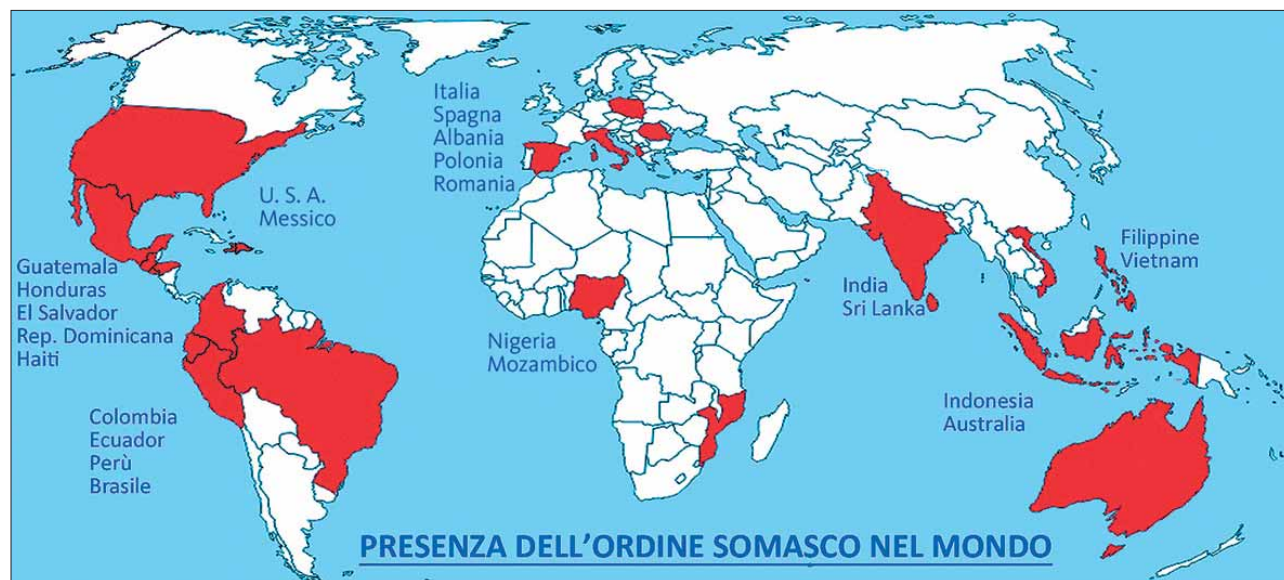 Italia
Spagna
Albania
Polonia
Romania
U. S. A.
Messico
Guatemala
Honduras
El Salvador
Rep. Dominicana
Haiti
Colombia
Ecuador
Perù
Brasile
Nigeria
Mozambico
India
Sri Lanka
Filippine
Vietnam
Indonesia
Australia
PRESENZA DELL'ORDINE SOMASCO NEL MONDO